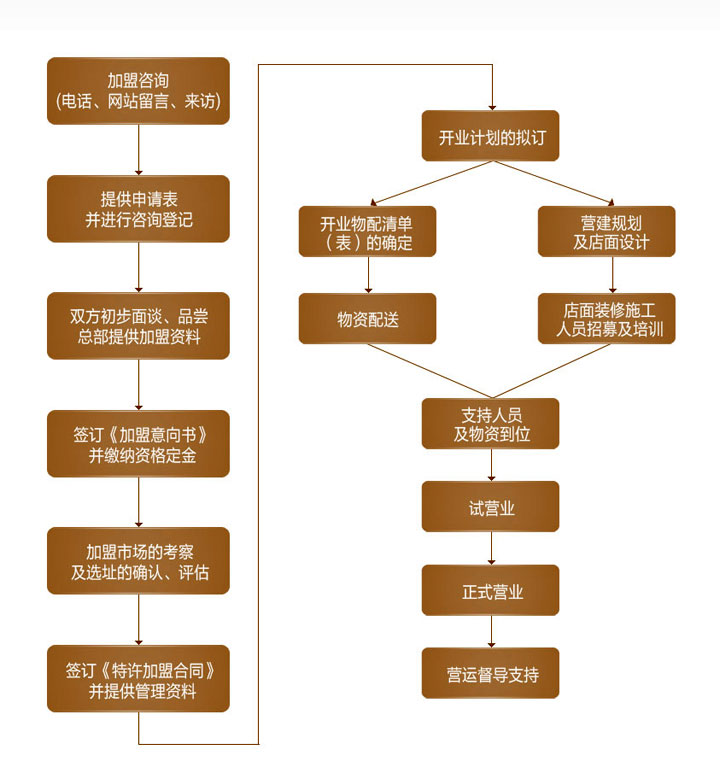 加盟咨询
(电话、网站留言、来访)
提供申请表
并进行咨询登记
双方初步面谈、品尝
总部提供加盟资料
签订《加盟意向书》
并缴纳资格定金
加盟市场的考察
及选址的确认、评估
签订《特许加盟合同》
并提供管理资料
开业计划的拟订
开业物配清单
（表）的确定
营建规划
及店面设计
物资配送
店面装修施工
人员招募及培训
支持人员
及物资到位
试营业
正式营业
营运督导支持